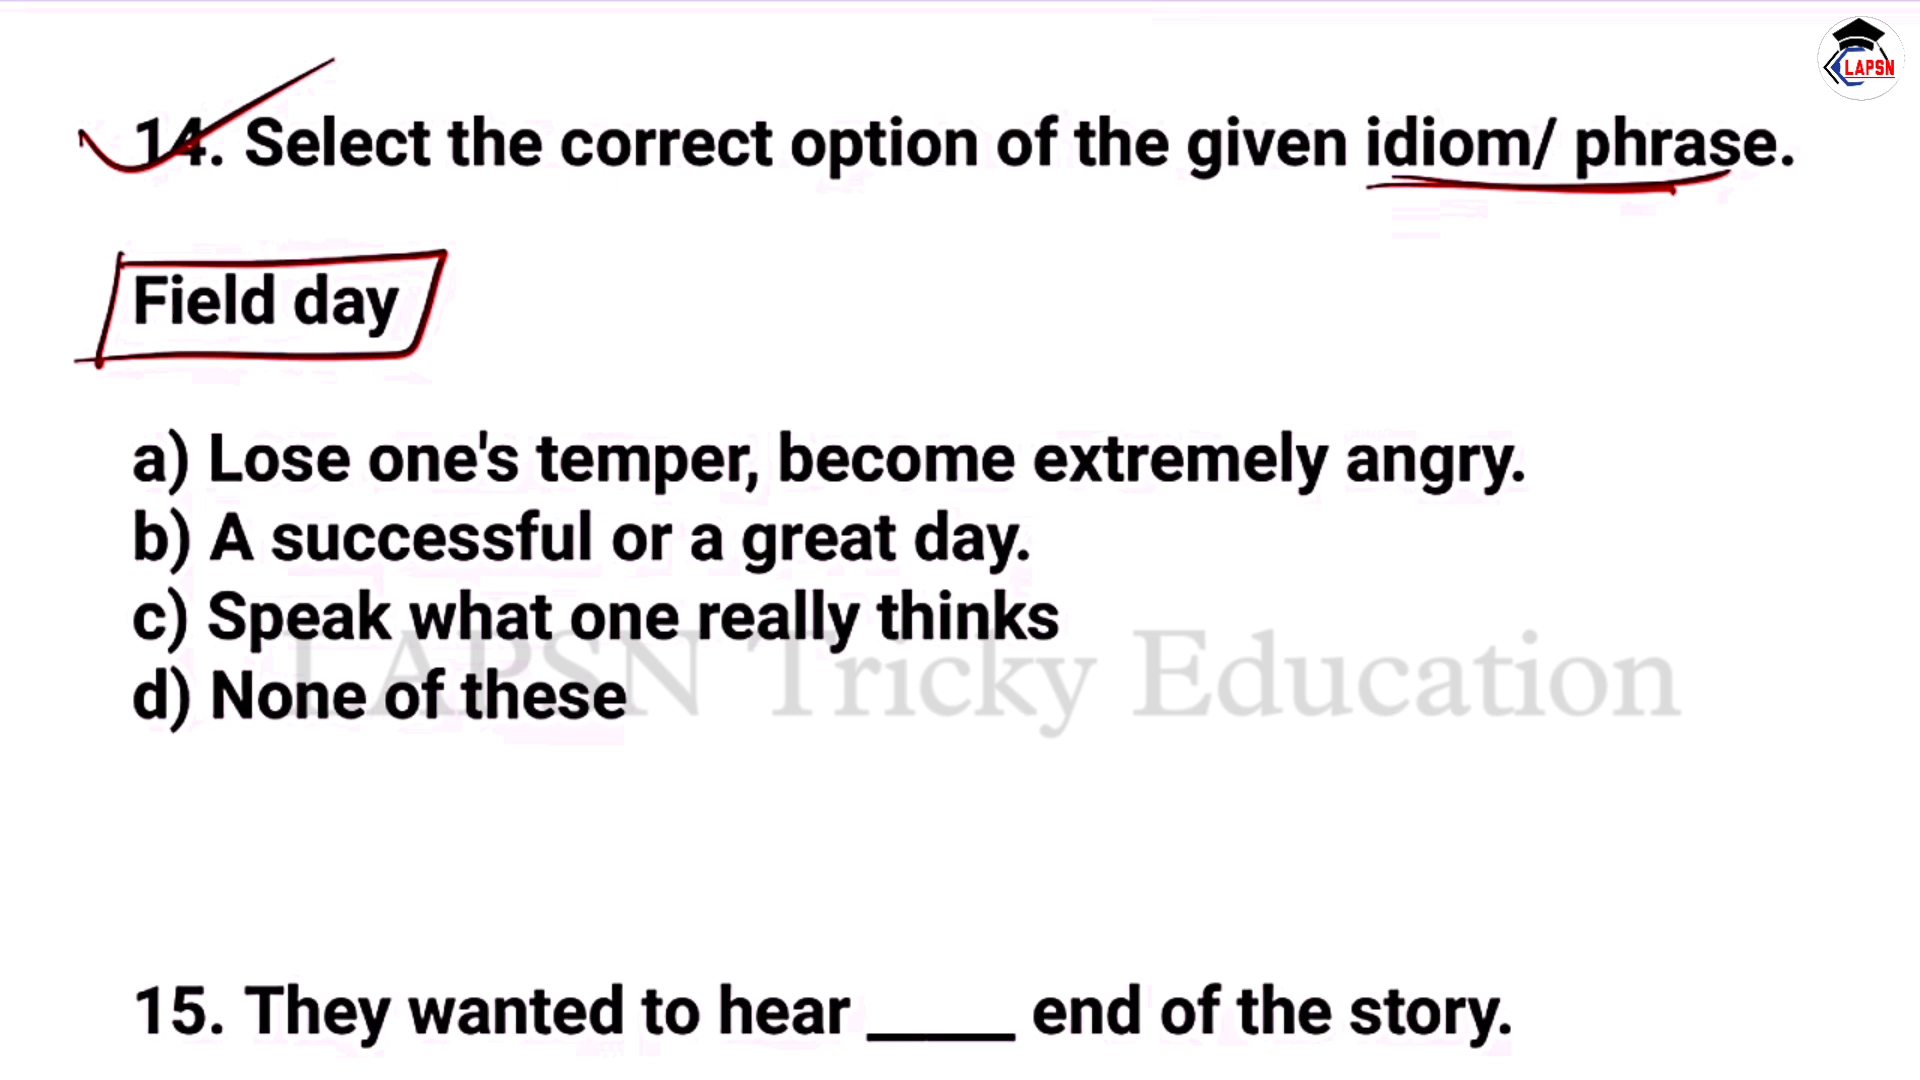 LAPSN
14. Select the correct option of the given idiom/ phrase.
Field day
a) Lose one's temper, become extremely angry.
b) A successful or a great day.
c) Speak what one really thinks
d) None of these
LAPSN Tricky Education
15. They wanted to hear _____ end of the story.